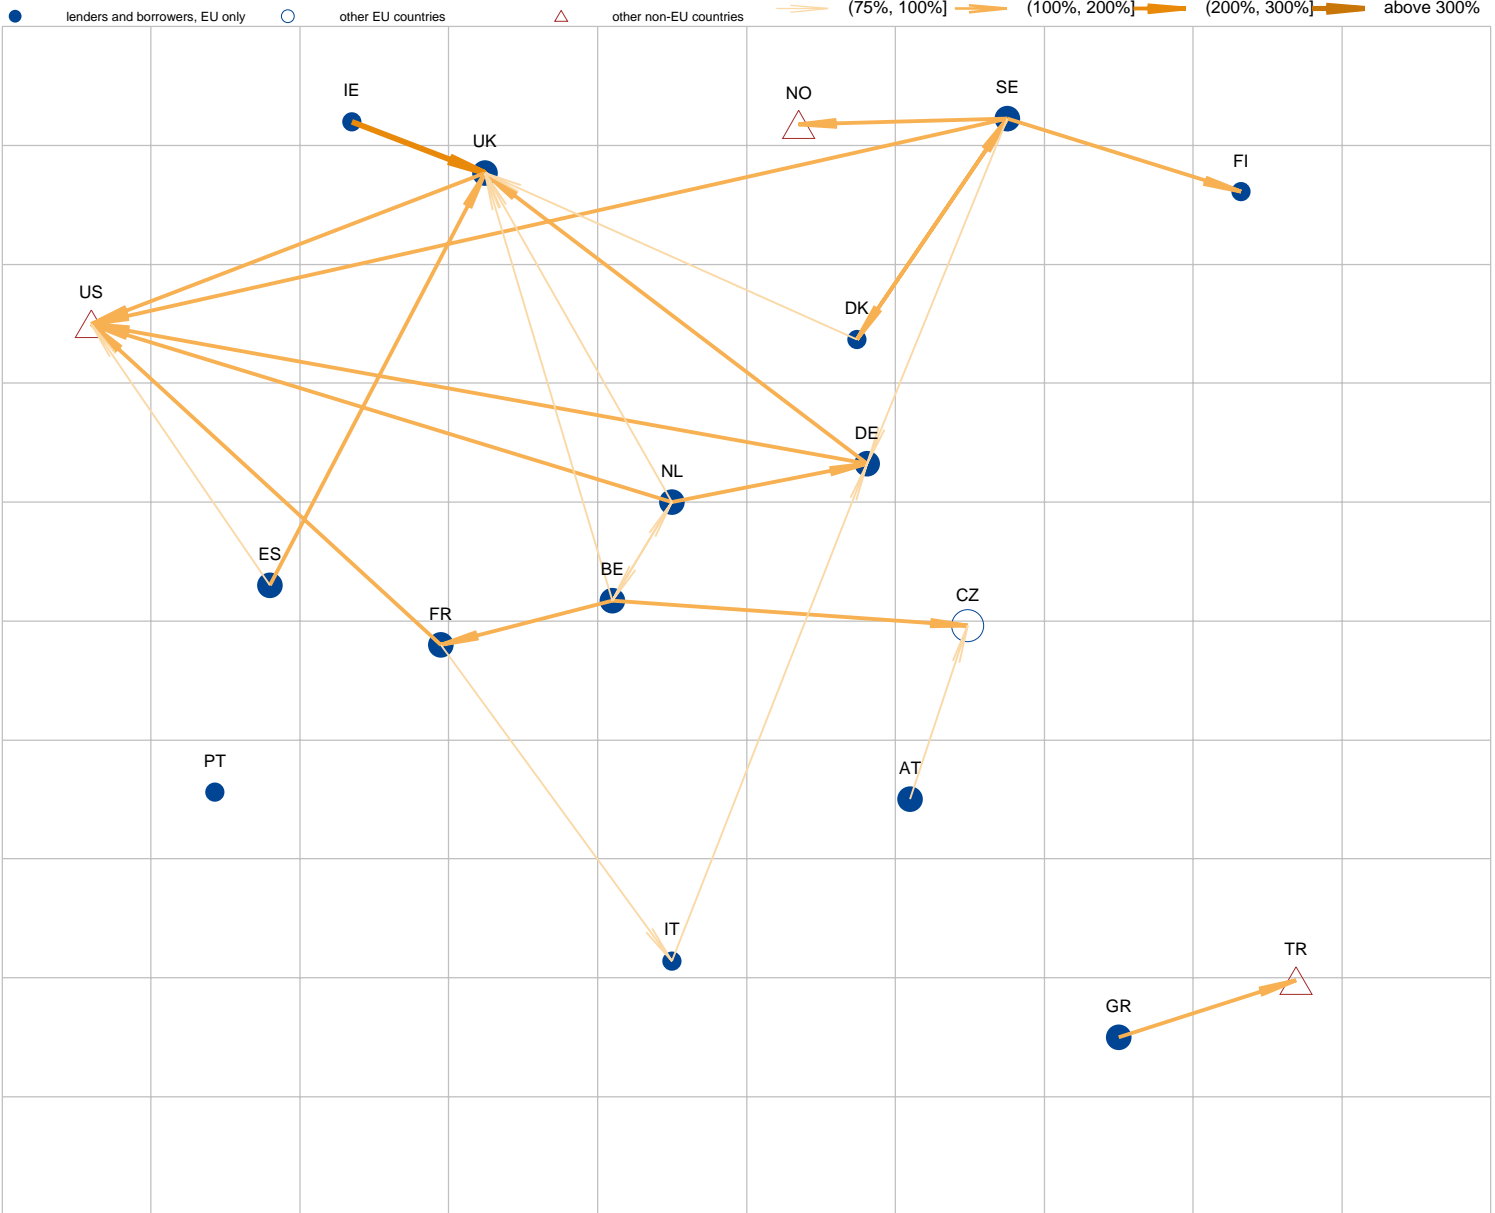 lenders and borrowers, EU only other EU countries other non-EU countries (75%, 100%] (100%, 200%] (200%, 300%] above 300%
IE
NO
SE
UK
FI
US
DK
DE
NL
ES
BE
CZ
FR
PT
AT
IT
TR
GR